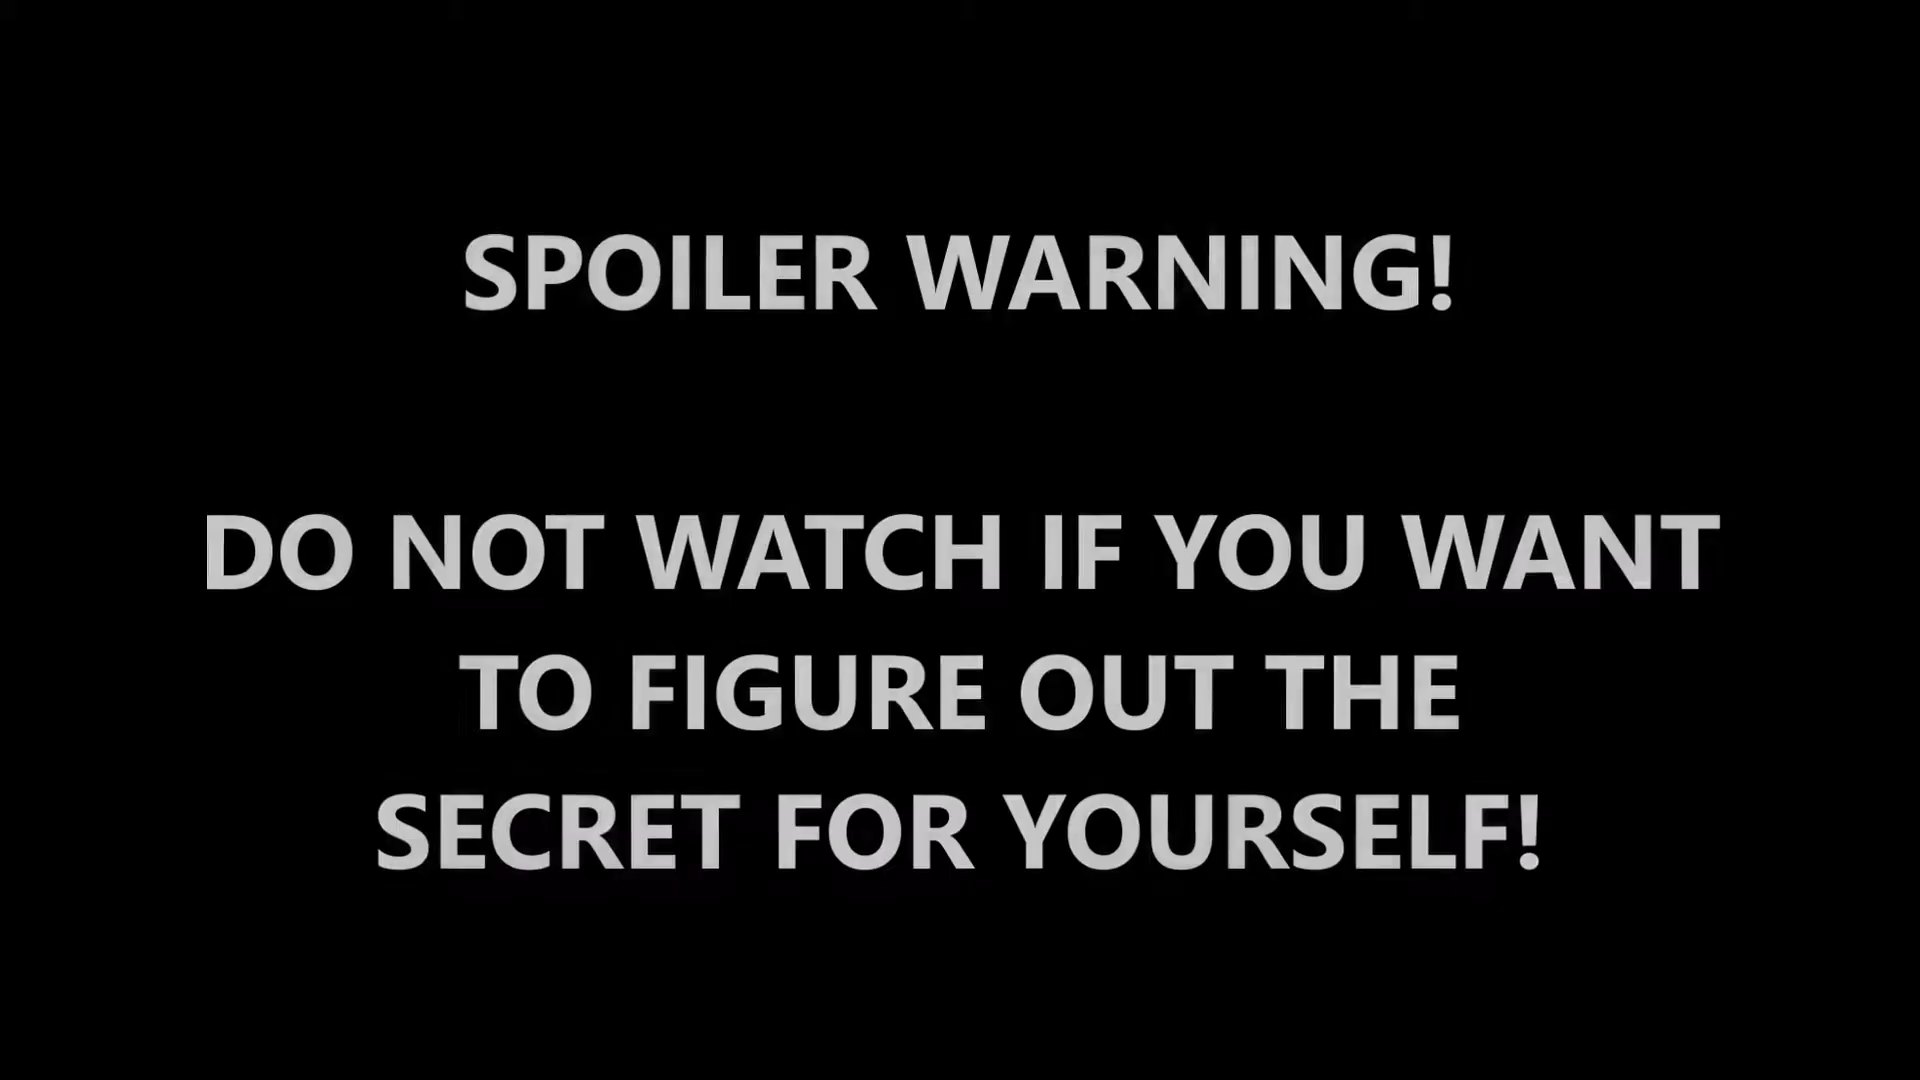 SPOILER WARNING!
DO NOT WATCH IF YOU WANT
TO FIGURE OUT THE
SECRET FOR YOURSELF!